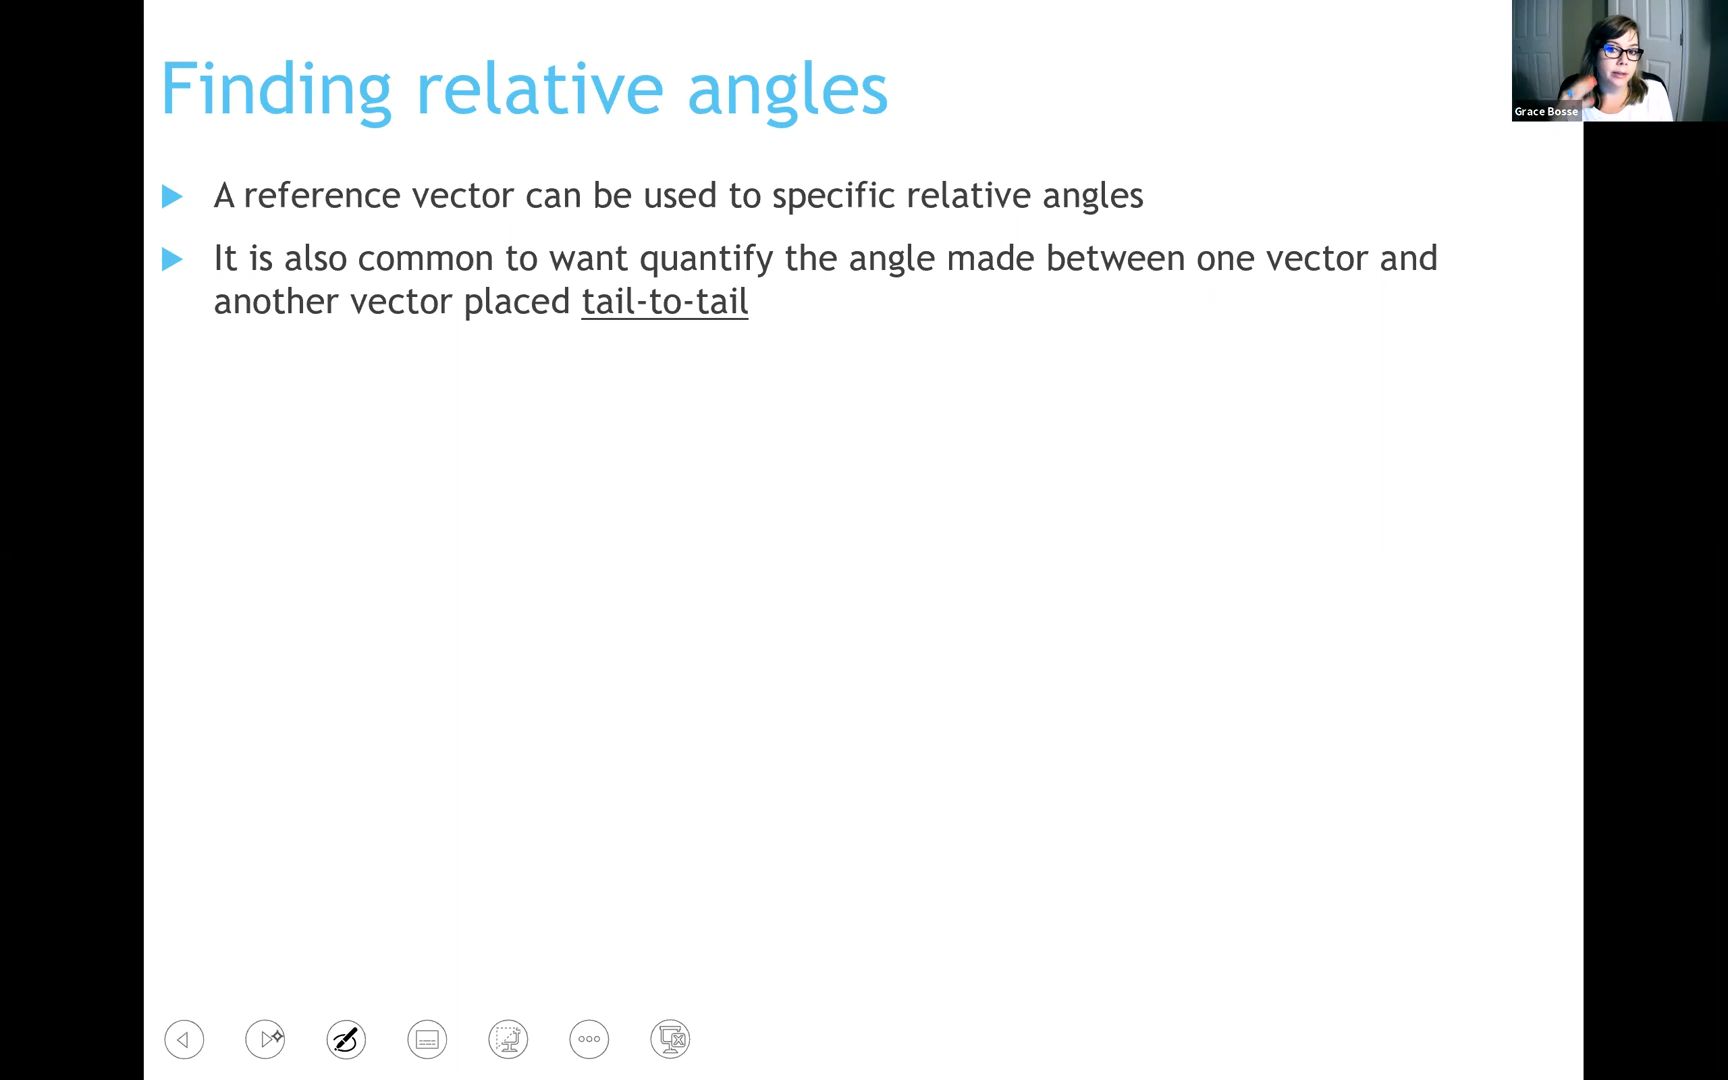 Finding relative angles
Grace Bosse
A reference vector can be used to specific relative angles
It is also common to want quantify the angle made between one vector and
another vector placed tail-to-tail